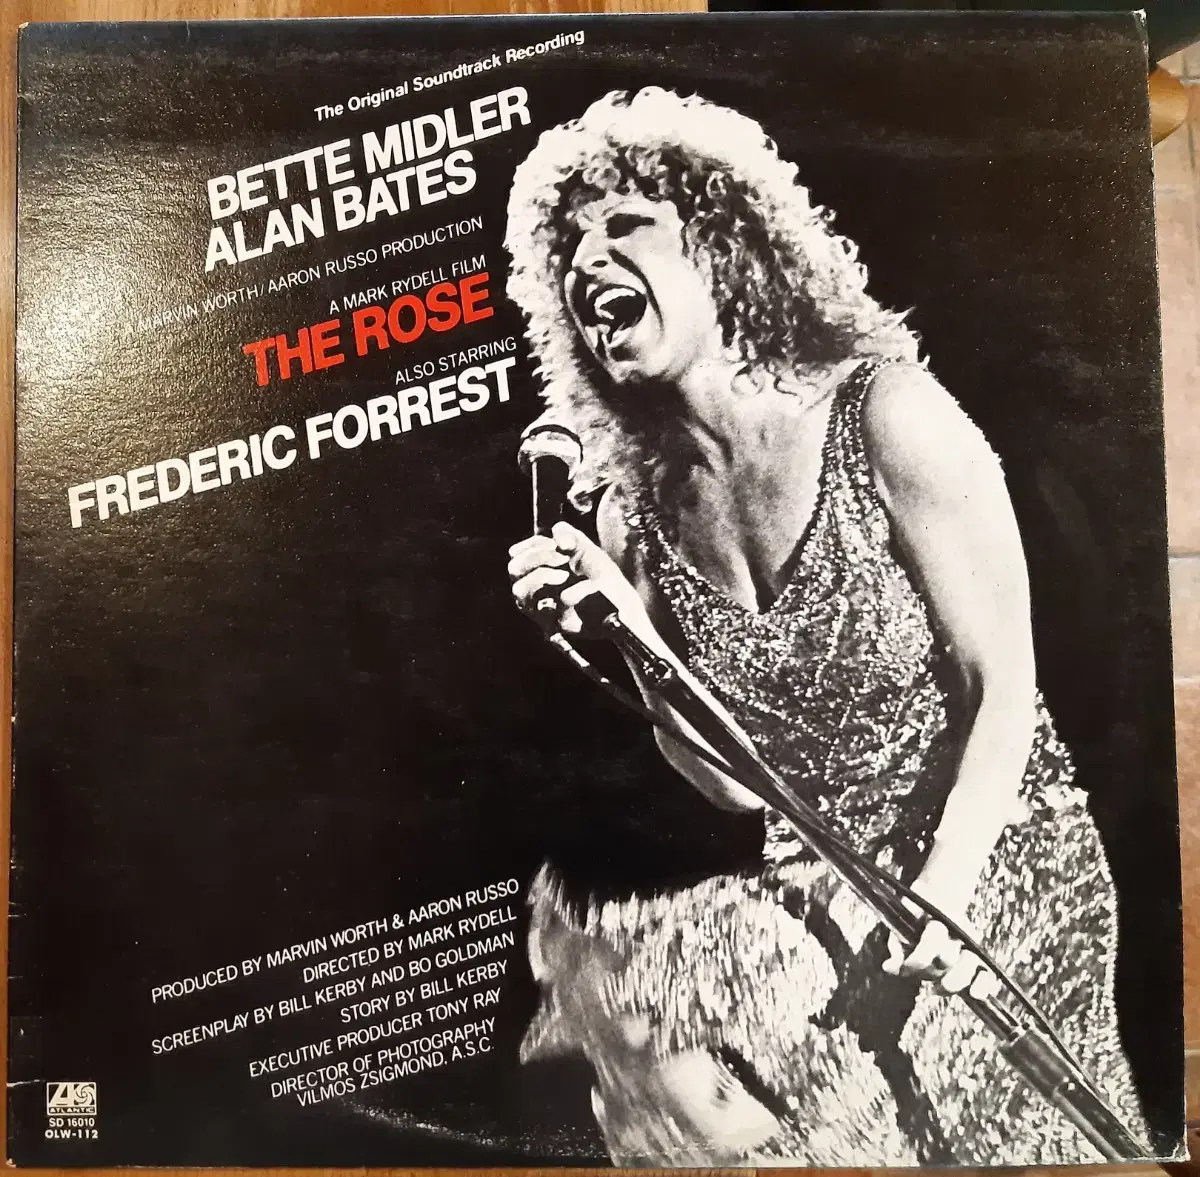 The Original Soundtrack Recording
BETTE MIDLER
ALAN BATES
A MARVIN WORTH/AARON RUSSO PRODUCTION
A MARK RYDELL FILM
THE ROSE
ALSO STARRING
FREDERIC FORREST
PRODUCED BY MARVIN WORTH & AARON RUSSO
DIRECTED BY MARK RYDELL
SCREENPLAY BY BILL KERBY AND BO GOLDMAN
STORY BY BILL KERBY
EXECUTIVE PRODUCER TONY RAY
DIRECTOR OF PHOTOGRAPHY
VILMOS ZSIGMOND, A.S.C.
ATLANTIC
SD 16010
OLW-112